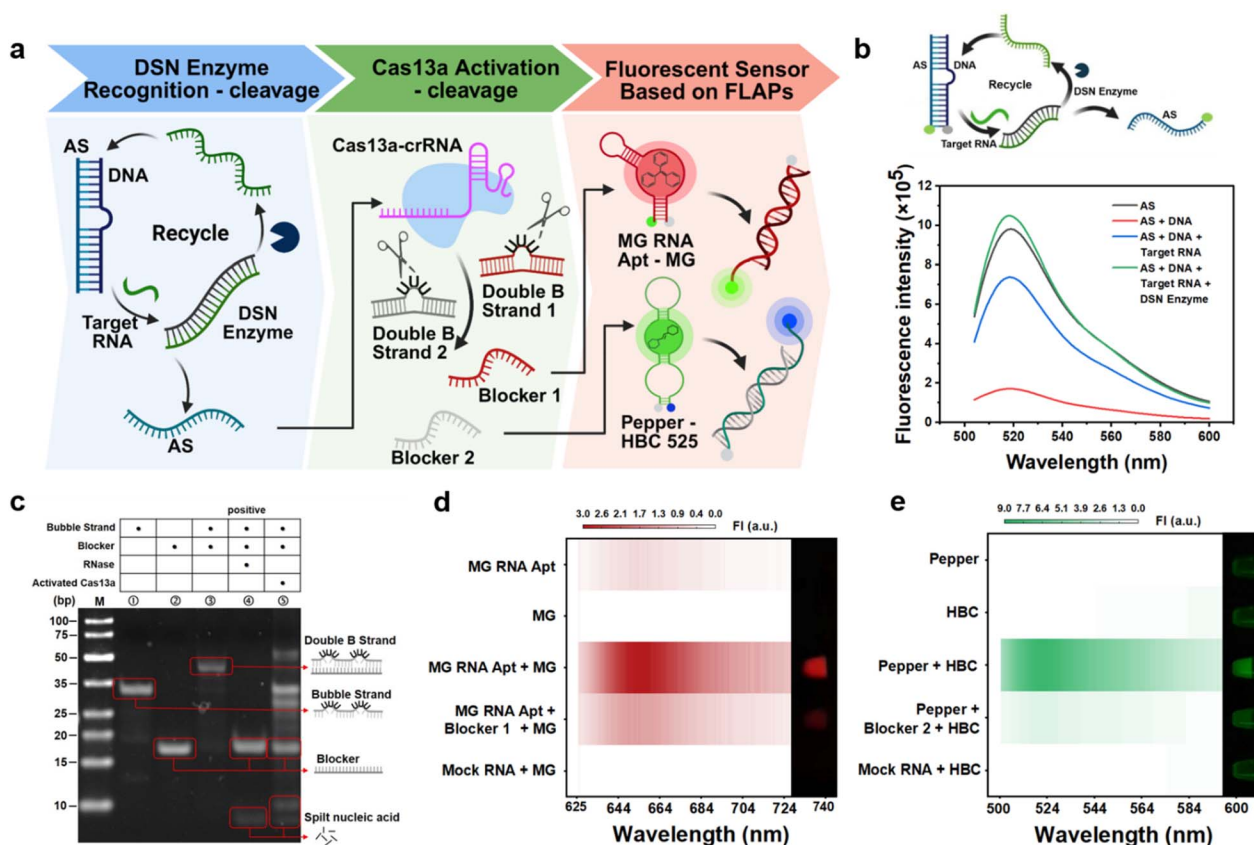 a
DSN Enzyme
Recognition - cleavage
Cas13a Activation
- cleavage
Fluorescent Sensor
Based on FLAPs
AS
DNA
Recycle
Target
RNA
DSN
Enzyme
AS
Cas13a-crRNA
U
U
U
U
Double B
Strand 2
Double B
Strand 1
Blocker 1
Blocker 2
MG RNA
Apt - MG
Pepper -
HBC 525
b
AS
DNA
Recycle
DSN Enzyme
Target RNA
AS
Fluorescence intensity (×10⁵)
12
10
8
6
4
2
0
AS
AS + DNA
AS + DNA +
Target RNA
AS + DNA +
Target RNA +
DSN Enzyme
500 520 540 560 580 600
Wavelength (nm)
c
positive
Bubble Strand
Blocker
RNase
Activated Cas13a
(bp) M ① ② ③ ④ ⑤
100
75
50
35
25
20
15
10
Double B Strand
Bubble Strand
Blocker
Spilt nucleic acid
d
3.0 2.6 2.1 1.7 1.3 0.4 0.0
FI (a.u.)
MG RNA Apt
MG
MG RNA Apt + MG
MG RNA Apt +
Blocker 1 + MG
Mock RNA + MG
625 644 664 684 704 724 740
Wavelength (nm)
e
9.0 7.6 6.4 5.1 3.9 2.6 1.3 0.0
FI (a.u.)
Pepper
HBC
Pepper + HBC
Pepper +
Blocker 2 + HBC
Mock RNA + HBC
500 524 544 564 584 600
Wavelength (nm)